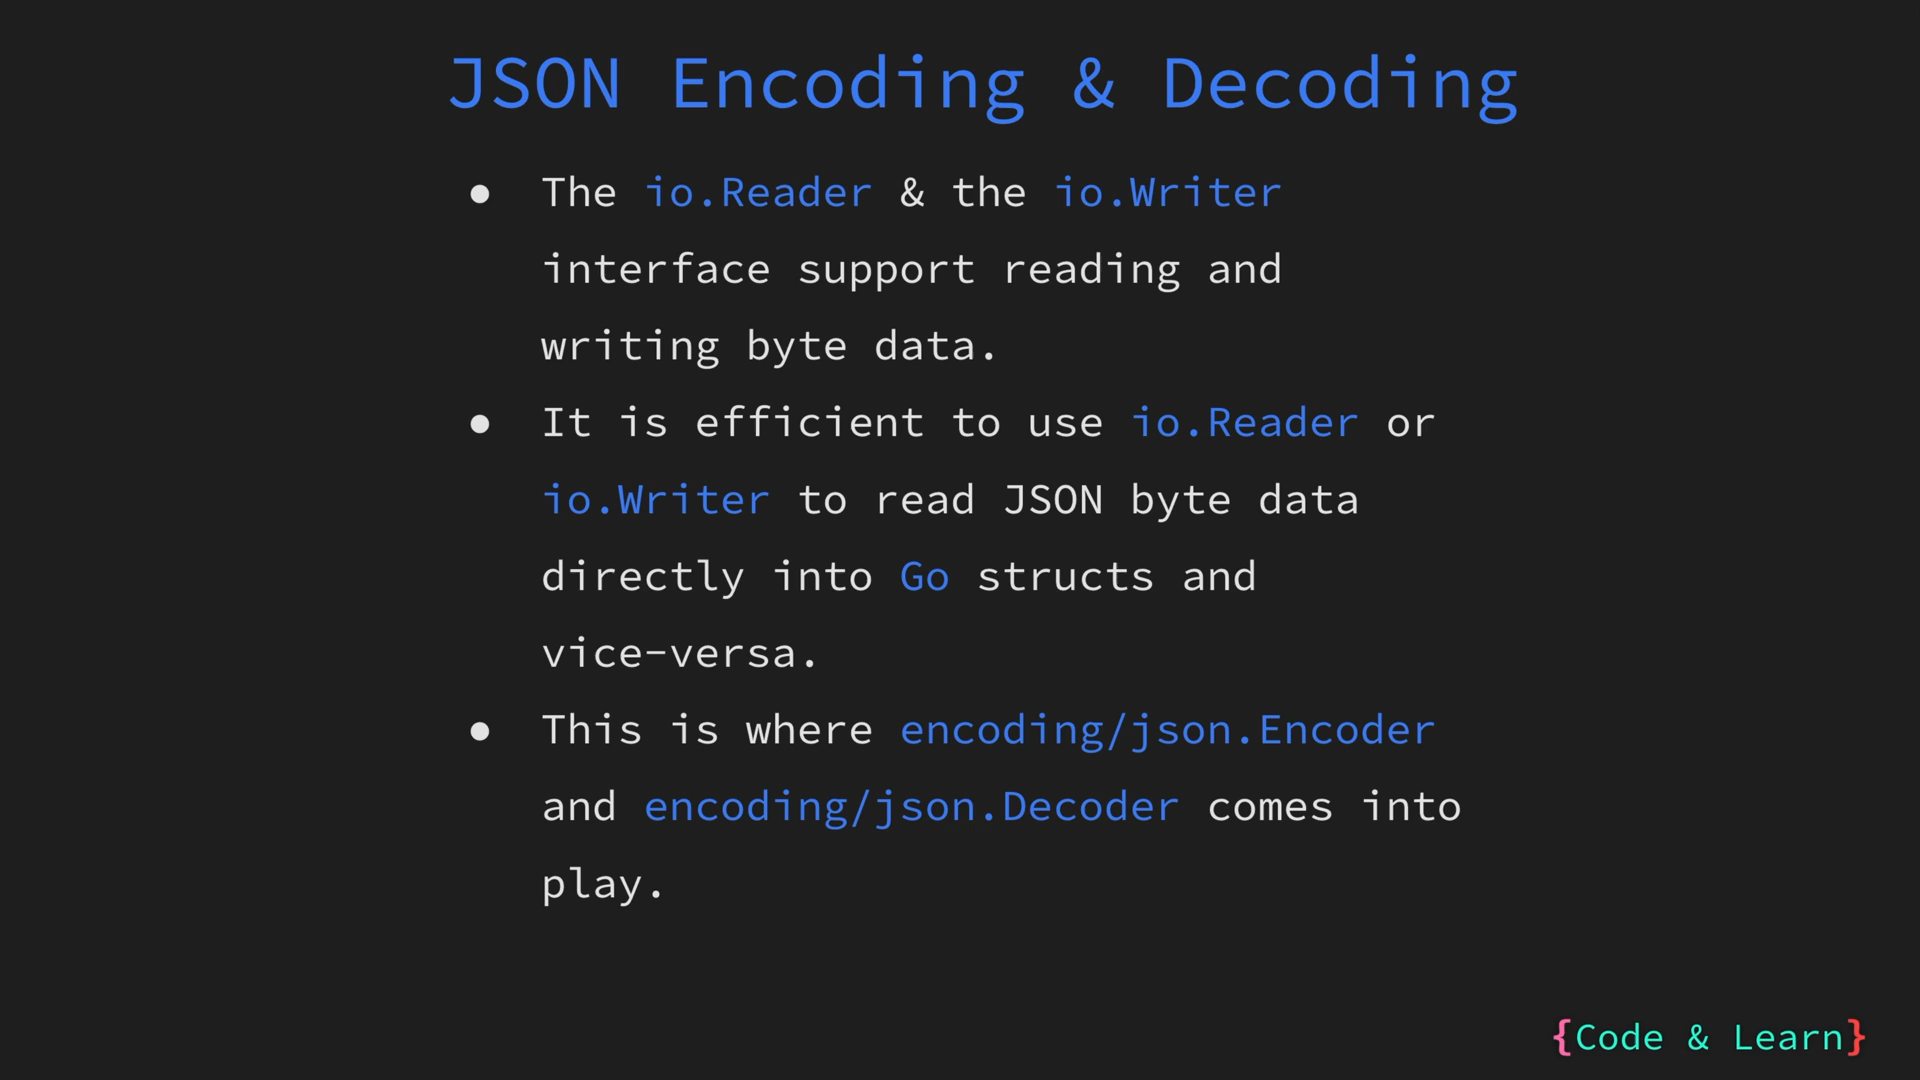 JSON Encoding & Decoding
● The io.Reader & the io.Writer
interface support reading and
writing byte data.
● It is efficient to use io.Reader or
io.Writer to read JSON byte data
directly into Go structs and
vice-versa.
● This is where encoding/json.Encoder
and encoding/json.Decoder comes into
play.
{Code & Learn}